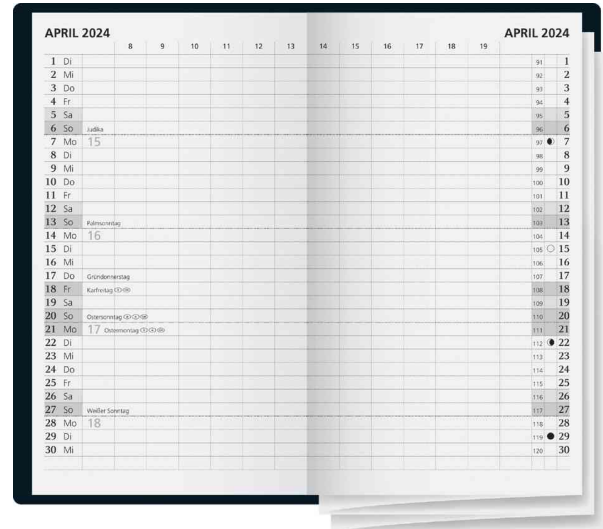 APRIL 2024 APRIL 2024
8 9 10 11 12 13 14 15 16 17 18 19
1 Di 91 1
2 Mi 92 2
3 Do 93 3
4 Fr 94 4
5 Sa 95 5
6 So Judika 96 6
7 Mo 15 97 7
8 Di 98 8
9 Mi 99 9
10 Do 100 10
11 Fr 101 11
12 Sa 102 12
13 So Palmsonntag 103 13
14 Mo 16 104 14
15 Di 105 15
16 Mi 106 16
17 Do Gründonnerstag 107 17
18 Fr Karfreitag 108 18
19 Sa 109 19
20 So Ostersonntag 110 20
21 Mo 17 Ostermontag 111 21
22 Di 112 22
23 Mi 113 23
24 Do 114 24
25 Fr 115 25
26 Sa 116 26
27 So Weißer Sonntag 117 27
28 Mo 18 118 28
29 Di 119 29
30 Mi 120 30